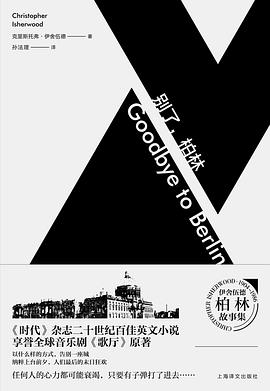 Christopher
Isherwood
克里斯托弗·伊舍伍德 著
孙法理 译
别了，柏林
Goodbye to Berlin
CHRISTOPHER ISHERWOOD · 1904-1986
伊舍伍德
柏林
故事集
《时代》杂志二十世纪百佳英文小说
享誉全球音乐剧《歌厅》原著
以什么样的方式，告别一座城
纳粹上台前夕，人们最后的末日狂欢
任何人的心力都可能衰竭，只要有子弹打了进去……
上海译文出版社